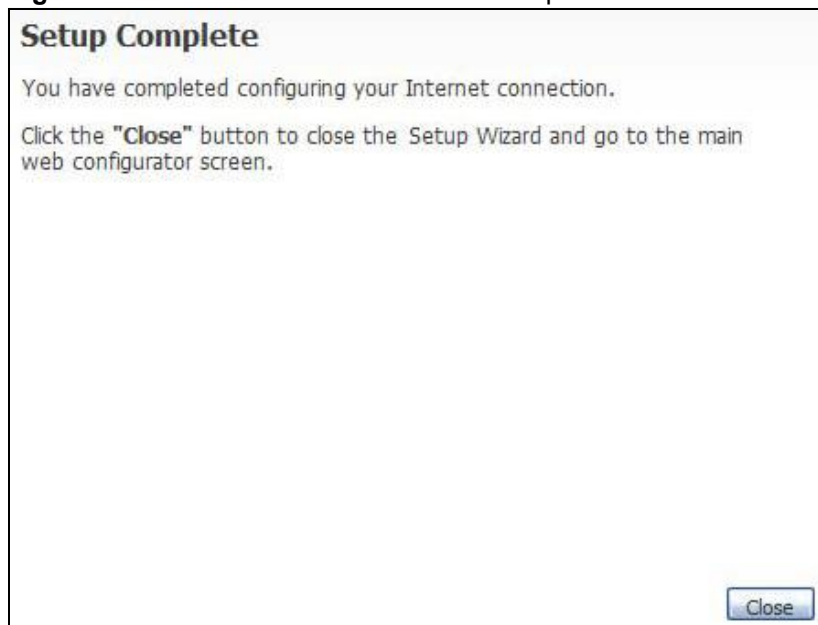 Setup Complete
You have completed configuring your Internet connection.
Click the "Close" button to close the Setup Wizard and go to the main
web configurator screen.
Close